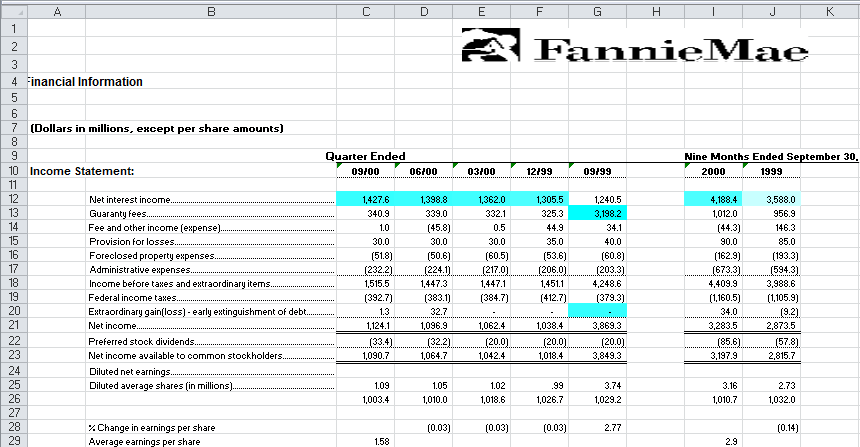 A B C D E F G H I J K
1
2 FannieMae
3
4 Financial Information
5
6
7 (Dollars in millions, except per share amounts)
8
9 Quarter Ended Nine Months Ended September 30,
10 Income Statement: 09/00 06/00 03/00 12/99 09/99 2000 1999
11
12 Net interest income 1,427.6 1,398.8 1,362.0 1,305.5 1,240.5 4,188.4 3,588.0
13 Guaranty fees 340.9 339.0 332.1 325.3 3,198.2 1,012.0 956.9
14 Fee and other income (expense) 1.0 (45.8) 0.5 44.9 34.1 (44.3) 146.3
15 Provision for losses 30.0 30.0 30.0 35.0 40.0 90.0 85.0
16 Foreclosed property expenses (51.8) (50.6) (60.5) (53.6) (60.8) (162.9) (193.3)
17 Administrative expenses (232.2) (224.1) (217.0) (206.0) (203.3) (673.3) (594.3)
18 Income before taxes and extraordinary items 1,515.5 1,447.3 1,447.1 1,451.1 4,248.6 4,409.9 3,988.6
19 Federal income taxes (392.7) (383.1) (384.7) (412.7) (379.3) (1,160.5) (1,105.9)
20 Extraordinary gain(loss) - early extinguishment of debt 1.3 32.7 - - - 34.0 (9.2)
21 Net income 1,124.1 1,096.9 1,062.4 1,038.4 3,869.3 3,283.5 2,873.5
22 Preferred stock dividends (33.4) (32.2) (20.0) (20.0) (20.0) (85.6) (57.8)
23 Net income available to common stockholders 1,090.7 1,064.7 1,042.4 1,018.4 3,849.3 3,197.9 2,815.7
24 Diluted net earnings
25 Diluted average shares (in millions) 1.09 1.05 1.02 .99 3.74 3.16 2.73
26 1,003.4 1,010.0 1,018.6 1,026.7 1,029.2 1,010.7 1,032.0
27
28 % Change in earnings per share (0.03) (0.03) (0.03) 2.77 (0.14)
29 Average earnings per share 1.58 2.9